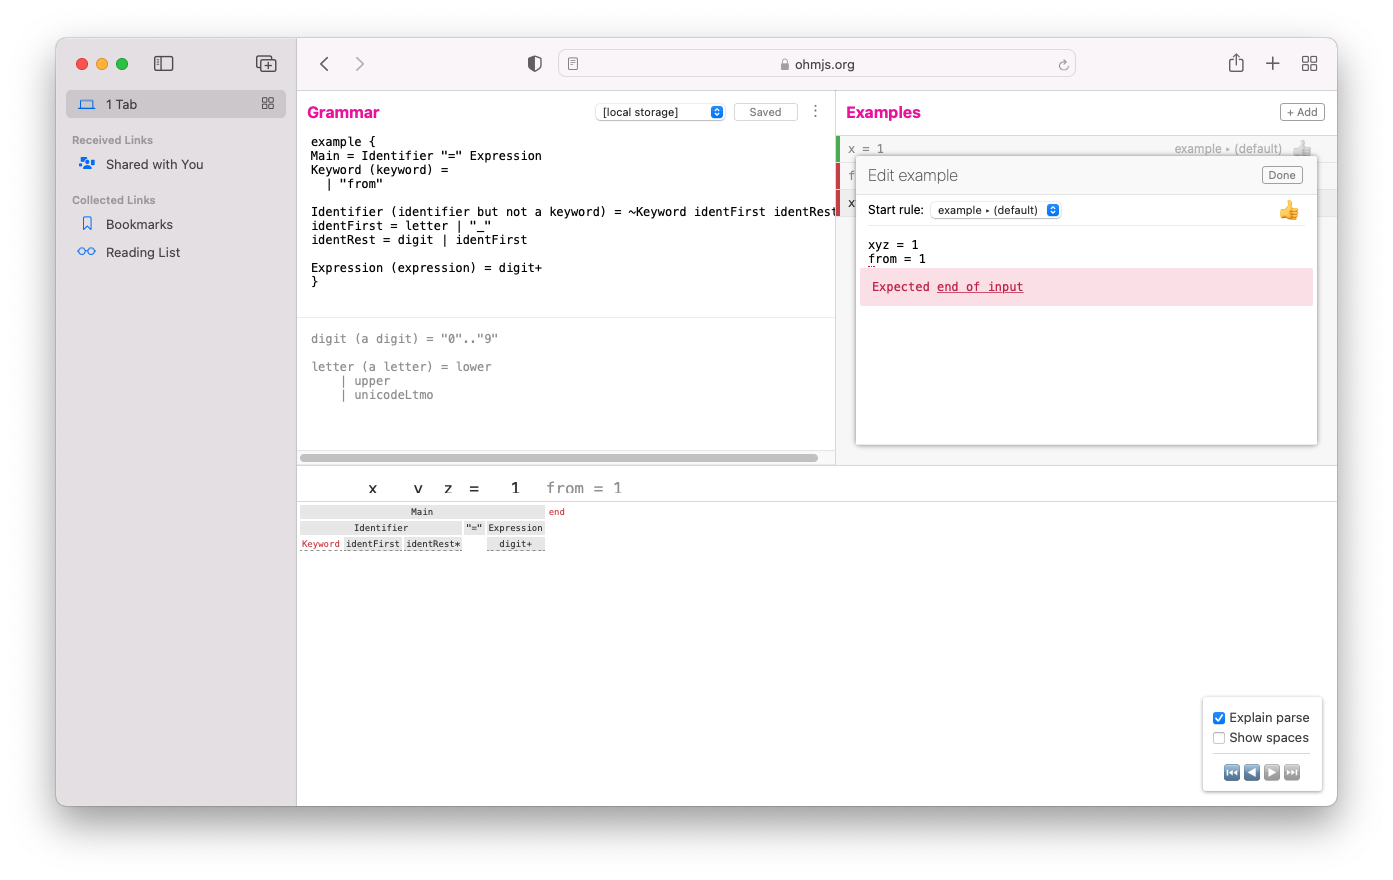 ohmjs.org
1 Tab
Received Links
Shared with You
Collected Links
Bookmarks
Reading List
Grammar
[local storage]
Saved
example {
Main = Identifier "=" Expression
Keyword (keyword) =
| "from"
Identifier (identifier but not a keyword) = ~Keyword identFirst identRest
identFirst = letter | "_"
identRest = digit | identFirst
Expression (expression) = digit+
}
digit (a digit) = "0".."9"
letter (a letter) = lower
| upper
| unicodeLtmo
Examples
+ Add
x = 1
example ▸ (default)
f
x
Edit example
Done
Start rule:
example ▸ (default)
xyz = 1
from = 1
Expected end of input
x y z = 1 from = 1
Main end
Identifier "=" Expression
Keyword identFirst identRest* digit+
Explain parse
Show spaces